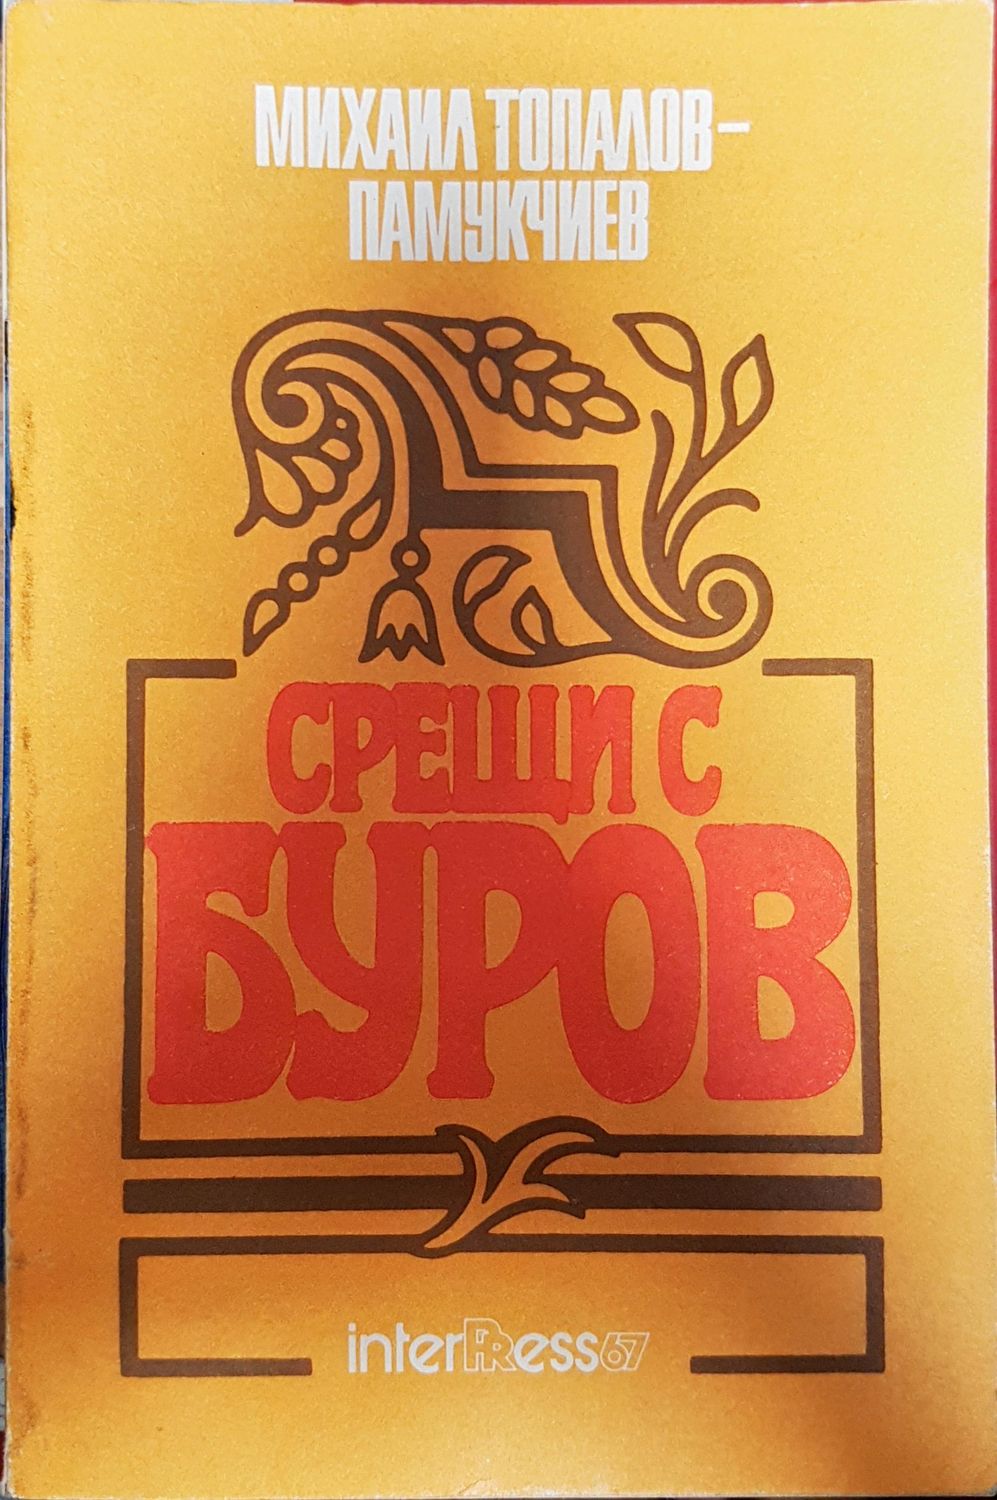 МИХАИЛ ТОПАЛОВ-
ПАМУКЧИЕВ
СРЕЩИ С
БУРОВ
interPRess67